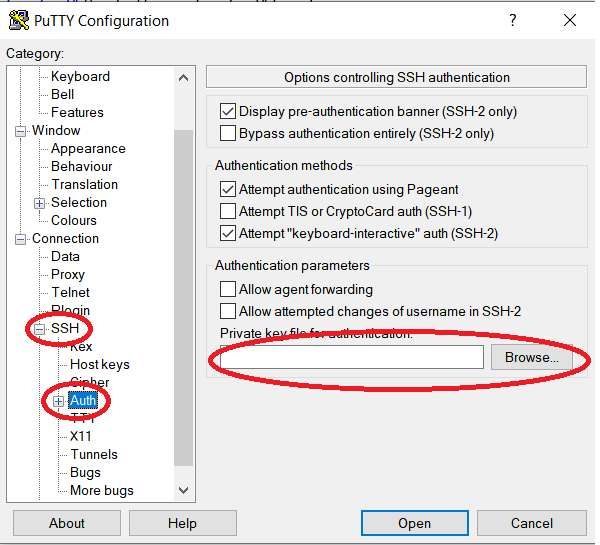 PuTTY Configuration
?
Category:
Keyboard
Bell
Features
Window
Appearance
Behaviour
Translation
Selection
Colours
Connection
Data
Proxy
Telnet
Rlogin
SSH
Kex
Host keys
Cipher
Auth
TTY
X11
Tunnels
Bugs
More bugs
Options controlling SSH authentication
Display pre-authentication banner (SSH-2 only)
Bypass authentication entirely (SSH-2 only)
Authentication methods
Attempt authentication using Pageant
Attempt TIS or CryptoCard auth (SSH-1)
Attempt "keyboard-interactive" auth (SSH-2)
Authentication parameters
Allow agent forwarding
Allow attempted changes of username in SSH-2
Private key file for authentication:
Browse...
About
Help
Open
Cancel